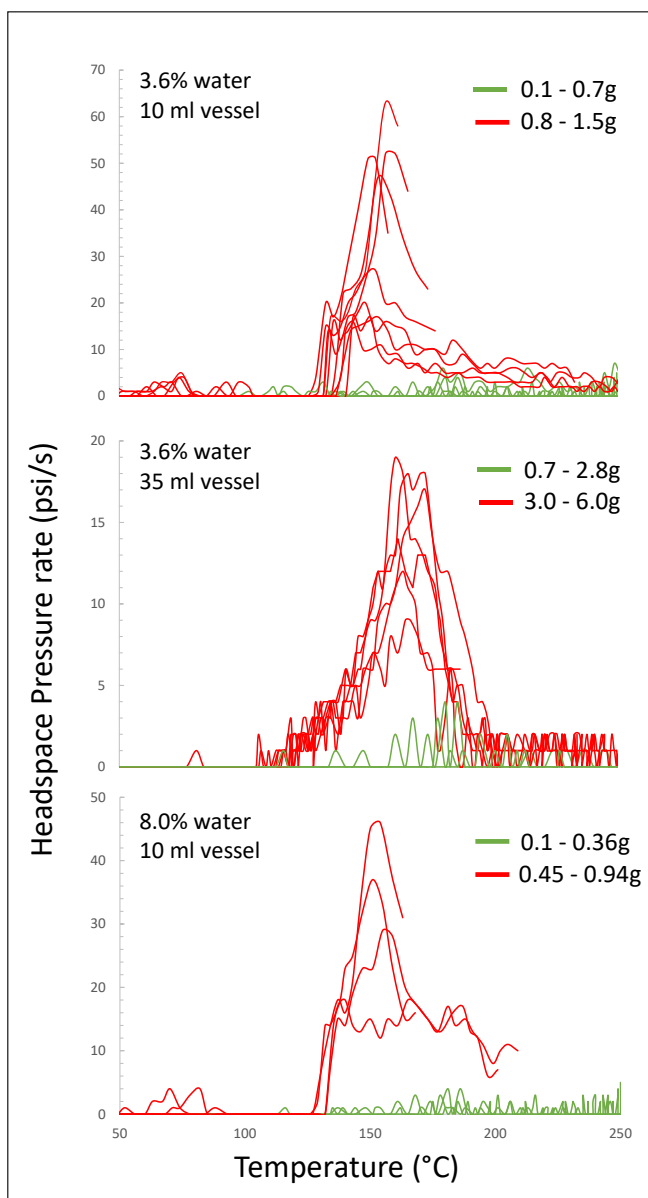 Headspace Pressure rate (psi/s)
3.6% water
10 ml vessel
0.1 - 0.7g
0.8 - 1.5g
70
60
50
40
30
20
10
0
3.6% water
35 ml vessel
0.7 - 2.8g
3.0 - 6.0g
20
15
10
5
0
8.0% water
10 ml vessel
0.1 - 0.36g
0.45 - 0.94g
50
40
30
20
10
0
50 100 150 200 250
Temperature (°C)